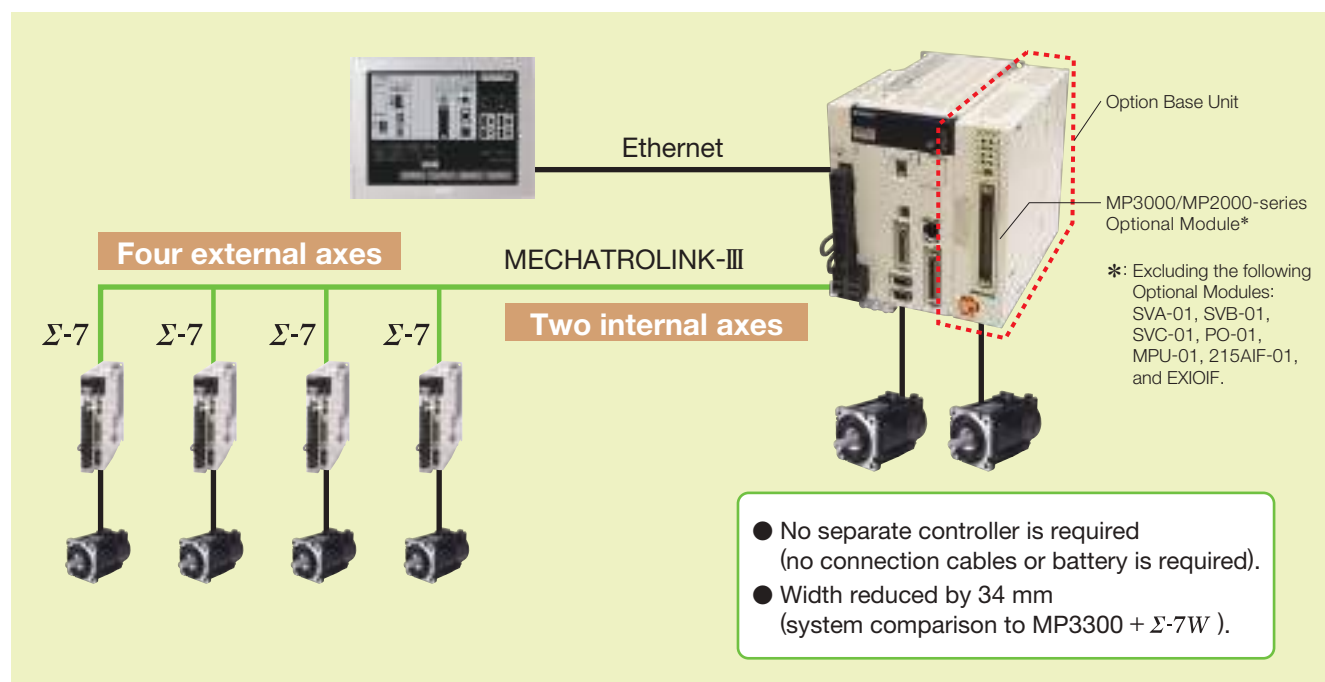 Ethernet
Option Base Unit
MP3000/MP2000-series
Optional Module*
*: Excluding the following
Optional Modules:
SVA-01, SVB-01,
SVC-01, PO-01,
MPU-01, 215AIF-01,
and EXIOIF.
Four external axes
MECHATROLINK-III
Two internal axes
Σ-7 Σ-7 Σ-7 Σ-7
● No separate controller is required
(no connection cables or battery is required).
● Width reduced by 34 mm
(system comparison to MP3300 + Σ-7W ).